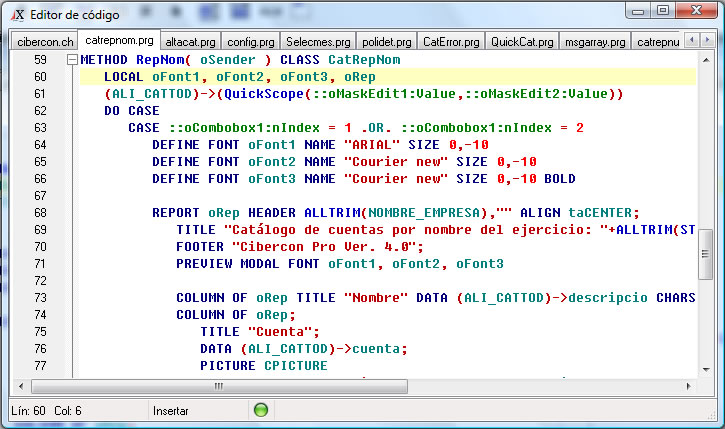 Editor de código
cibercon.ch catrepnom.prg altacat.prg config.prg Selecmes.prg polidet.prg CatError.prg QuickCat.prg msgarray.prg catrepnu
59 METHOD RepNom( oSender ) CLASS CatRepNom
60 LOCAL oFont1, oFont2, oFont3, oRep
61 (ALI_CATTOD)->(QuickScope(::oMaskEdit1:Value,::oMaskEdit2:Value))
62 DO CASE
63 CASE ::oCombobox1:nIndex = 1 .OR. ::oCombobox1:nIndex = 2
64 DEFINE FONT oFont1 NAME "ARIAL" SIZE 0,-10
65 DEFINE FONT oFont2 NAME "Courier new" SIZE 0,-10
66 DEFINE FONT oFont3 NAME "Courier new" SIZE 0,-10 BOLD
67
68 REPORT oRep HEADER ALLTRIM(NOMBRE_EMPRESA),"" ALIGN taCENTER;
69 TITLE "Catálogo de cuentas por nombre del ejercicio: "+ALLTRIM(ST
70 FOOTER "Cibercon Pro Ver. 4.0";
71 PREVIEW MODAL FONT oFont1, oFont2, oFont3
72
73 COLUMN OF oRep TITLE "Nombre" DATA (ALI_CATTOD)->descripcio CHARS
74 COLUMN OF oRep;
75 TITLE "Cuenta";
76 DATA (ALI_CATTOD)->cuenta;
77 PICTURE CPICTURE
Lín: 60 Col: 6 Insertar